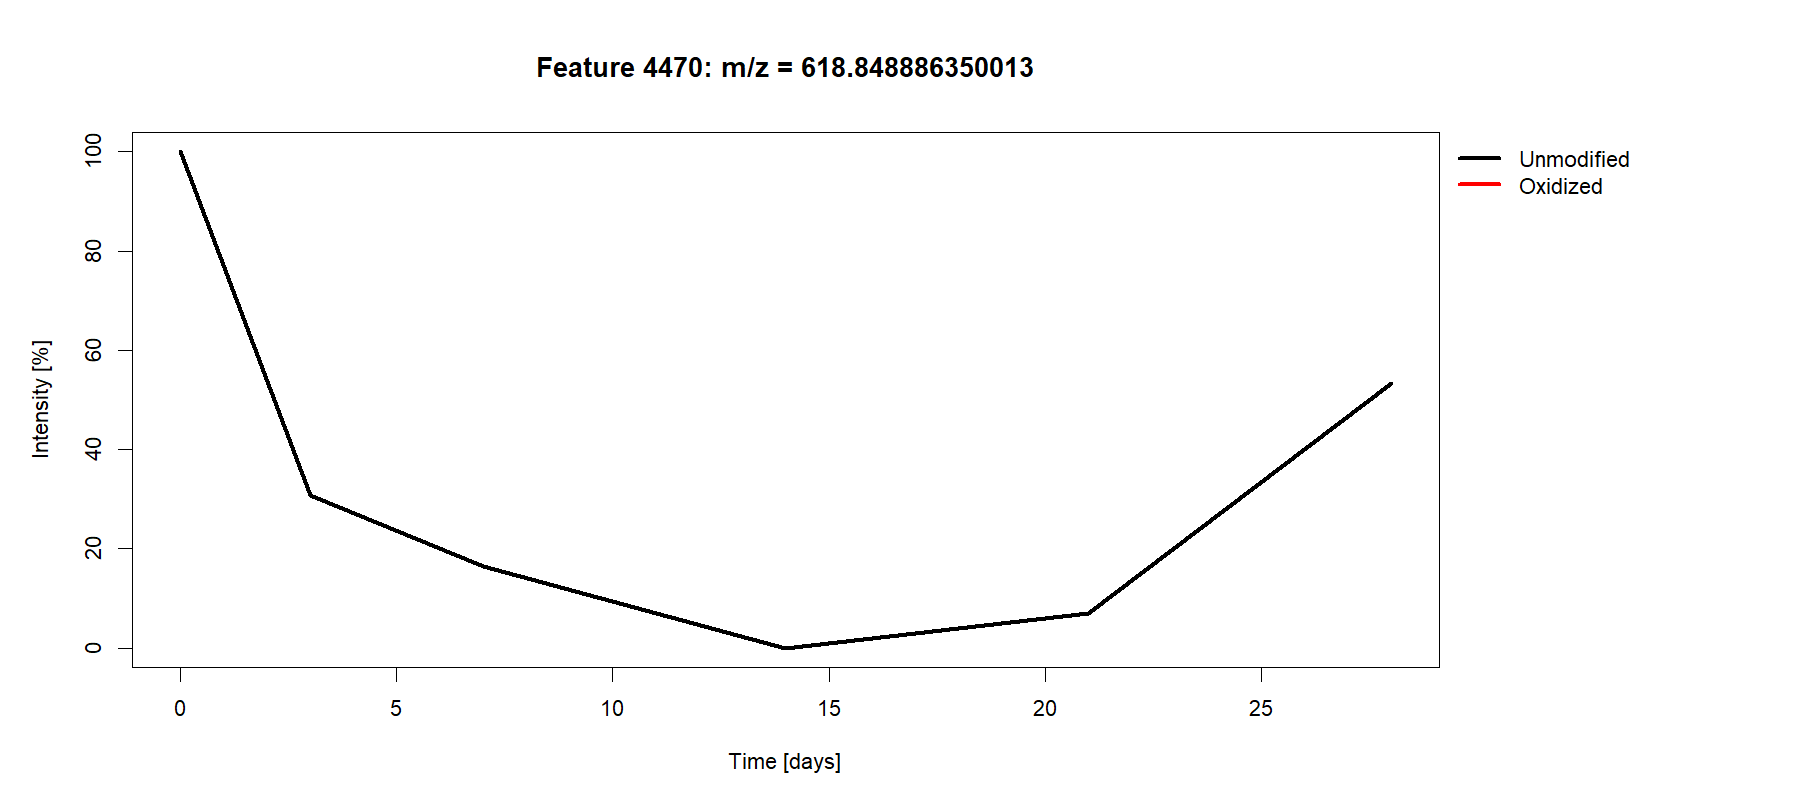 Feature 4470: m/z = 618.848886350013
Unmodified
Oxidized
Intensity [%]
100
80
60
40
20
0
0 5 10 15 20 25
Time [days]